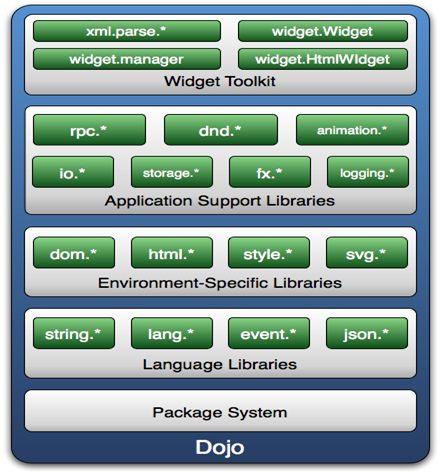 xml.parse.* widget.Widget
widget.manager widget.HtmlWIdget
Widget Toolkit
rpc.* dnd.* animation.*
io.* storage.* fx.* logging.*
Application Support Libraries
dom.* html.* style.* svg.*
Environment-Specific Libraries
string.* lang.* event.* json.*
Language Libraries
Package System
Dojo